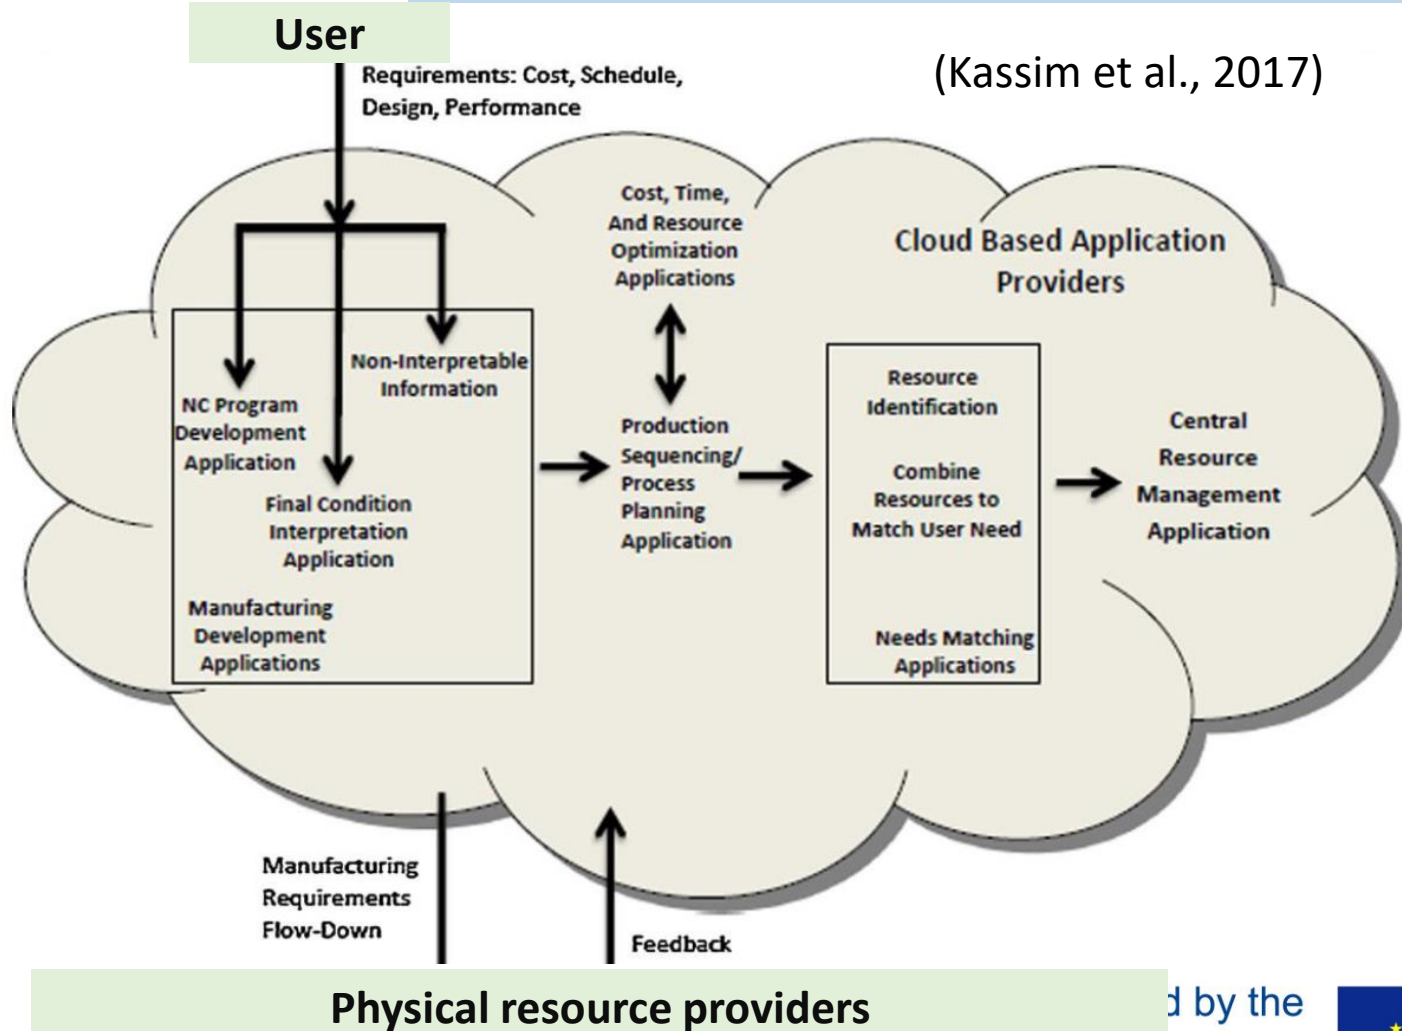 User
(Kassim et al., 2017)
Requirements: Cost, Schedule,
Design, Performance
Cost, Time,
And Resource
Optimization
Applications
Cloud Based Application
Providers
Non-Interpretable
Information
NC Program
Development
Application
Final Condition
Interpretation
Application
Manufacturing
Development
Applications
Production
Sequencing/
Process
Planning
Application
Resource
Identification
Combine
Resources to
Match User Need
Needs Matching
Applications
Central
Resource
Management
Application
Manufacturing
Requirements
Flow-Down
Feedback
Physical resource providers
by the